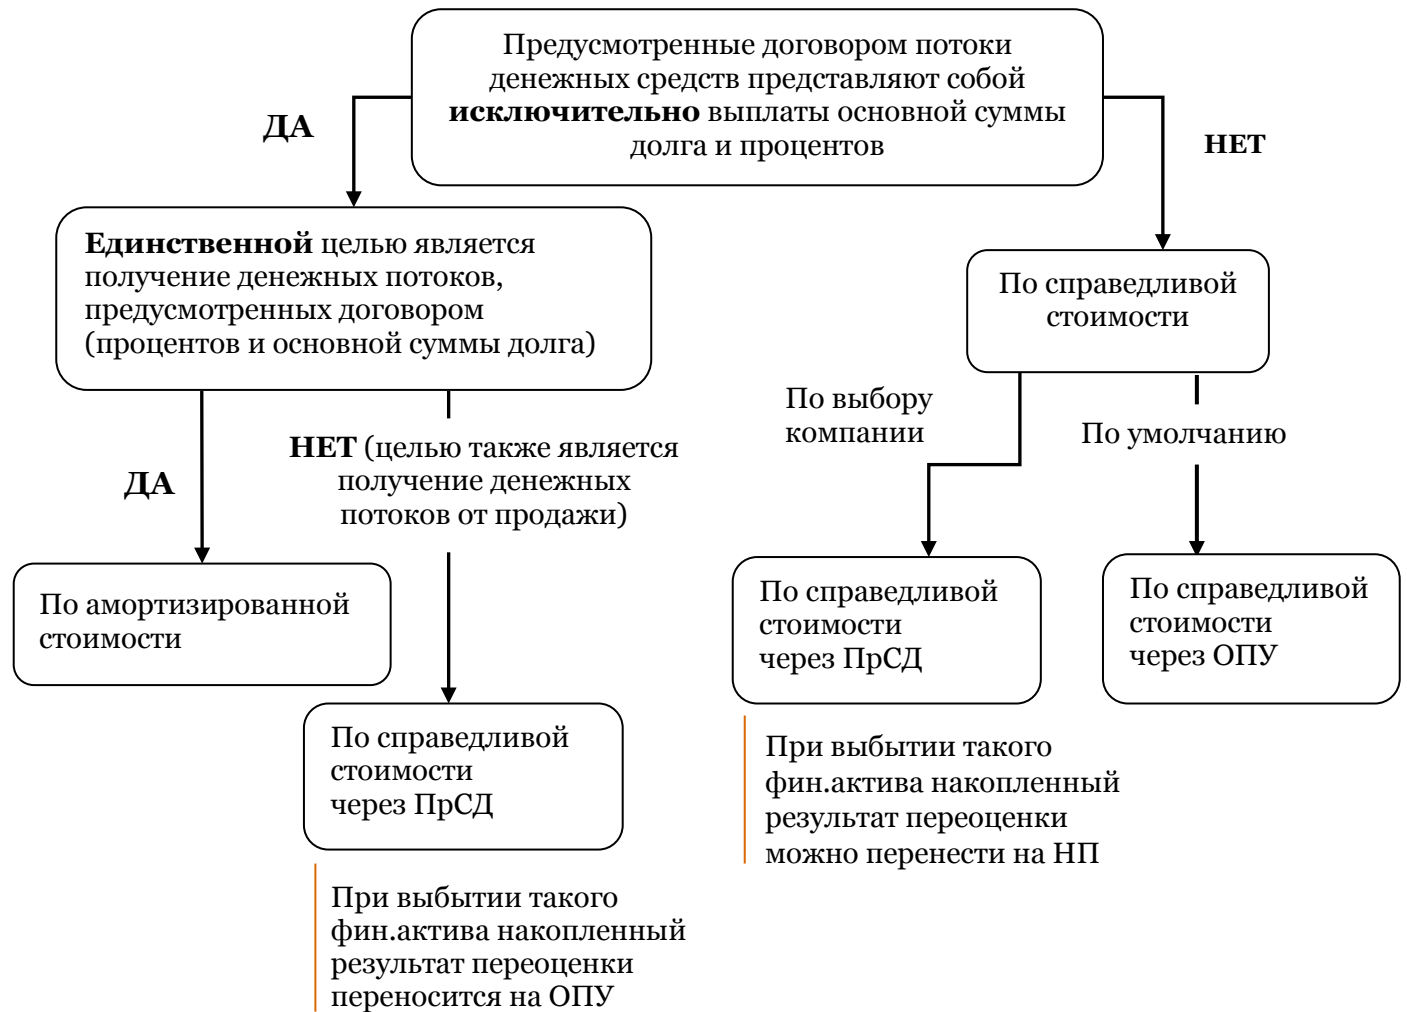 Предусмотренные договором потоки
денежных средств представляют собой
исключительно выплаты основной суммы
долга и процентов
ДА
НЕТ
Единственной целью является
получение денежных потоков,
предусмотренных договором
(процентов и основной суммы долга)
По справедливой
стоимости
По выбору
компании
По умолчанию
ДА
НЕТ (целью также является
получение денежных
потоков от продажи)
По амортизированной
стоимости
По справедливой
стоимости
через ПрСД
По справедливой
стоимости
через ОПУ
По справедливой
стоимости
через ПрСД
При выбытии такого
фин.актива накопленный
результат переоценки
можно перенести на НП
При выбытии такого
фин.актива накопленный
результат переоценки
переносится на ОПУ